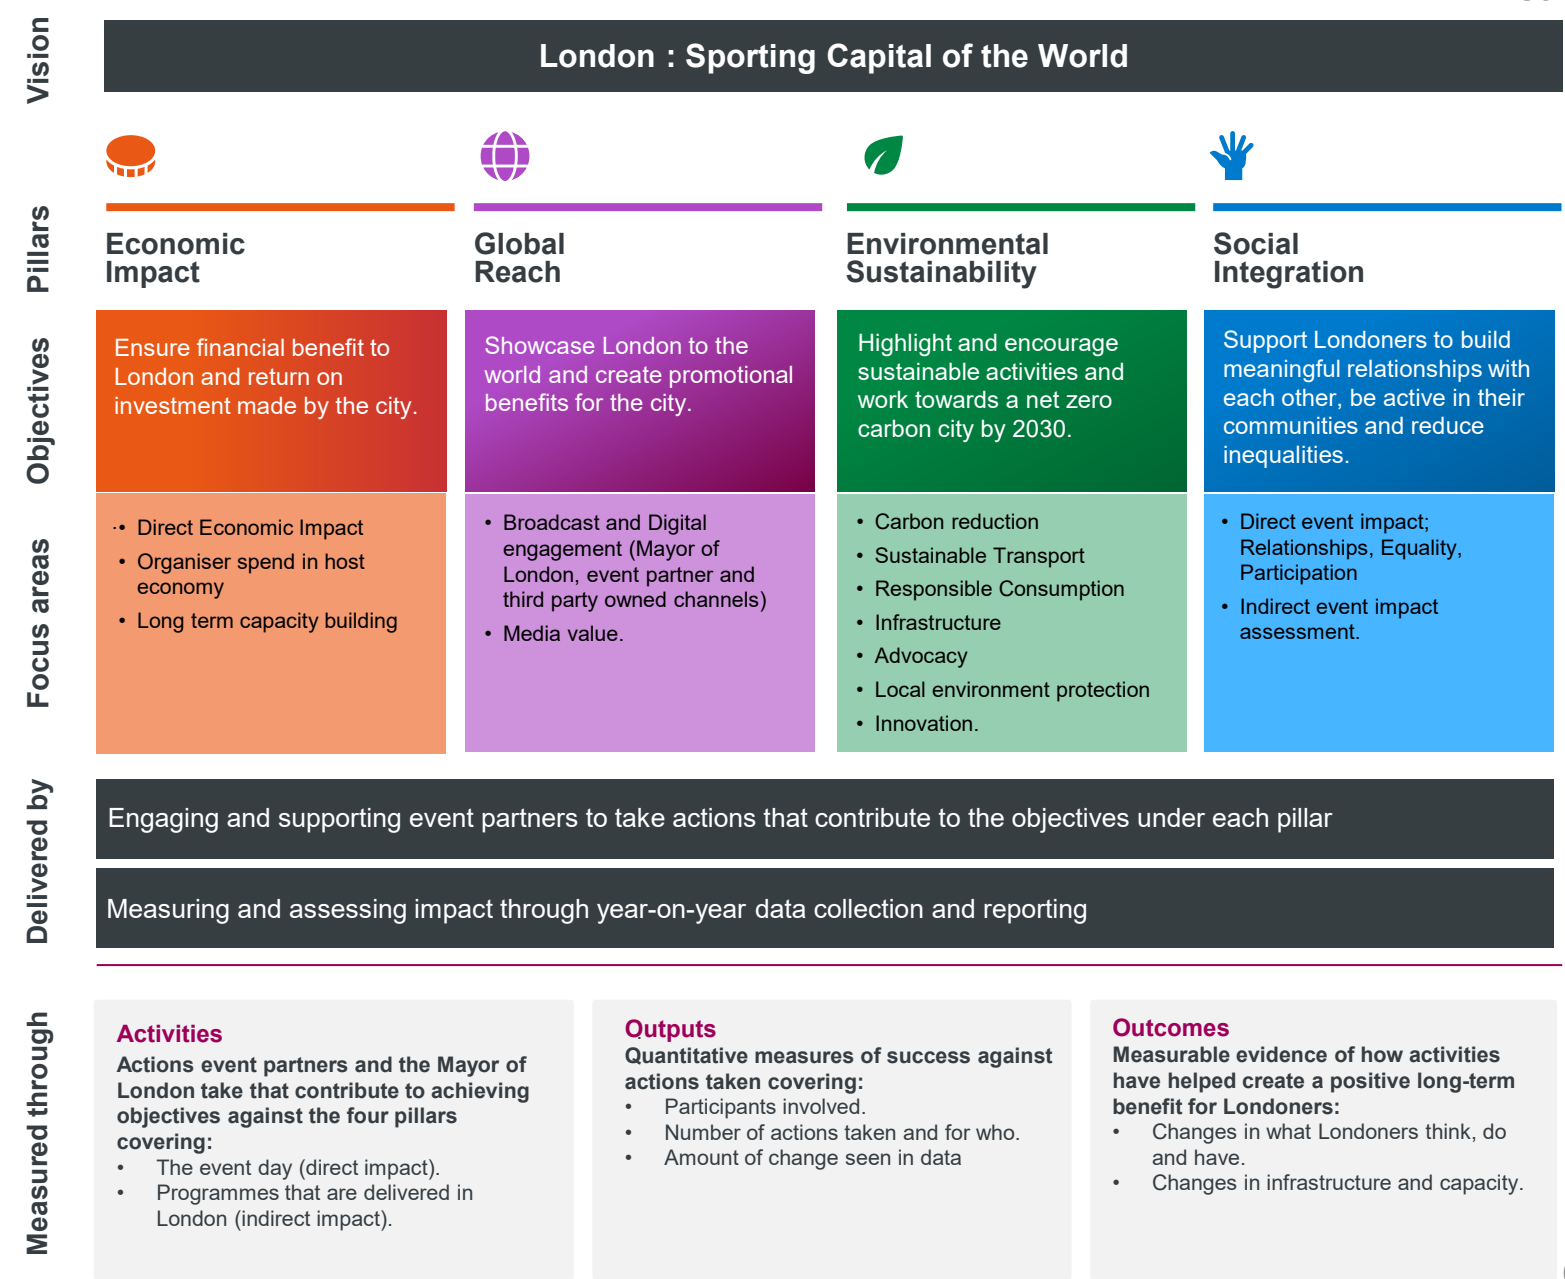 Vision
London : Sporting Capital of the World
Pillars
Economic
Impact
Global
Reach
Environmental
Sustainability
Social
Integration
Objectives
Ensure financial benefit to
London and return on
investment made by the city.
Showcase London to the
world and create promotional
benefits for the city.
Highlight and encourage
sustainable activities and
work towards a net zero
carbon city by 2030.
Support Londoners to build
meaningful relationships with
each other, be active in their
communities and reduce
inequalities.
Focus areas
• Direct Economic Impact
• Organiser spend in host
economy
• Long term capacity building
• Broadcast and Digital
engagement (Mayor of
London, event partner and
third party owned channels)
• Media value.
• Carbon reduction
• Sustainable Transport
• Responsible Consumption
• Infrastructure
• Advocacy
• Local environment protection
• Innovation.
• Direct event impact;
Relationships, Equality,
Participation
• Indirect event impact
assessment.
Delivered by
Engaging and supporting event partners to take actions that contribute to the objectives under each pillar
Measuring and assessing impact through year-on-year data collection and reporting
Measured through
Activities
Actions event partners and the Mayor of
London take that contribute to achieving
objectives against the four pillars
covering:
• The event day (direct impact).
• Programmes that are delivered in
London (indirect impact).
Outputs
Quantitative measures of success against
actions taken covering:
• Participants involved.
• Number of actions taken and for who.
• Amount of change seen in data
Outcomes
Measurable evidence of how activities
have helped create a positive long-term
benefit for Londoners:
• Changes in what Londoners think, do
and have.
• Changes in infrastructure and capacity.